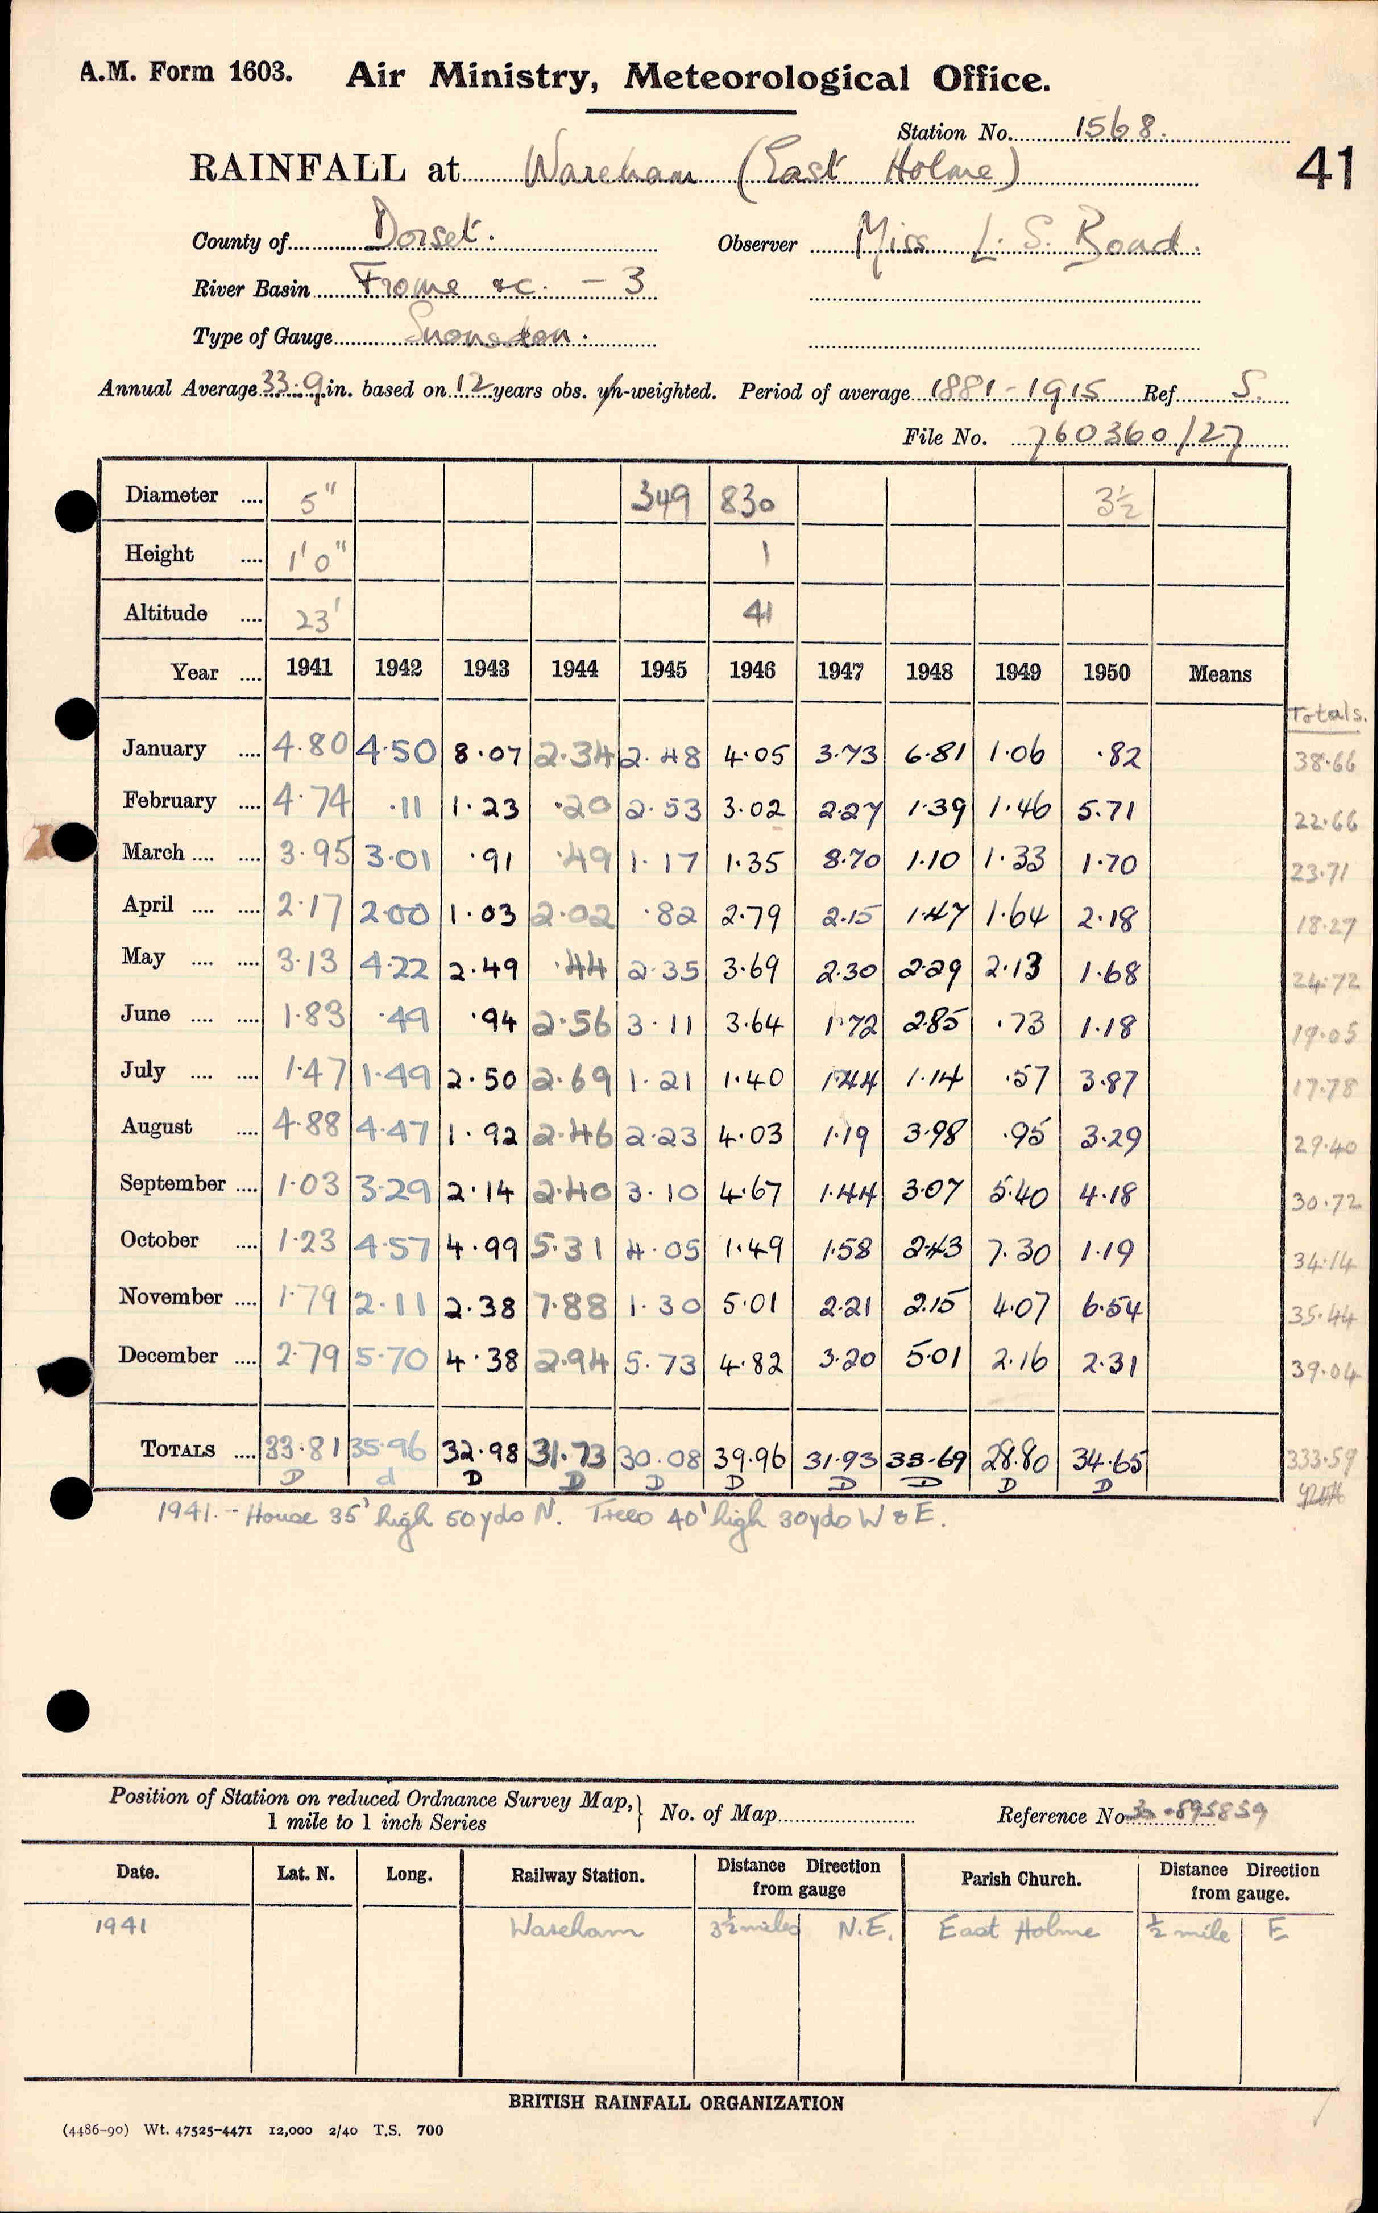 A.M. Form 1603. Air Ministry, Meteorological Office.
Station No. 1568.
41
RAINFALL at Wareham (East Holme)
County of Dorset. Observer Miss L. S. Board.
River Basin Frome &c. - 3
Type of Gauge Snowdon.
Annual Average 33.9 in. based on 12 years obs. un-weighted. Period of average 1881-1915 Ref S.
File No. 760360/27
Diameter .... 5" 349 830 3½
Height .... 1'0" 1
Altitude .... 23' 41
Year .... 1941 1942 1943 1944 1945 1946 1947 1948 1949 1950 Means
Totals.
January .... 4.80 4.50 8.07 2.34 2.48 4.05 3.73 6.81 1.06 .82 38.66
February .... 4.74 .11 1.23 .20 2.53 3.02 2.27 1.39 1.46 5.71 22.66
March .... .... 3.95 3.01 .91 .49 1.17 1.35 8.70 1.10 1.33 1.70 23.71
April .... .... 2.17 2.00 1.03 2.02 .82 2.79 2.15 1.47 1.64 2.18 18.27
May .... .... 3.13 4.22 2.49 .44 2.35 3.69 2.30 2.29 2.13 1.68 24.72
June .... .... 1.83 .49 .94 2.56 3.11 3.64 1.72 2.85 .73 1.18 19.05
July .... .... 1.47 1.49 2.50 2.69 1.21 1.40 1.44 1.14 .57 3.87 17.78
August .... 4.88 4.47 1.92 2.46 2.23 4.03 1.19 3.98 .95 3.29 29.40
September .... 1.03 3.29 2.14 2.40 3.10 4.67 1.44 3.07 5.40 4.18 30.72
October .... 1.23 4.57 4.99 5.31 4.05 1.49 1.58 2.43 7.30 1.19 34.14
November .... 1.79 2.11 2.38 7.88 1.30 5.01 2.21 2.15 4.07 6.54 35.44
December .... 2.79 5.70 4.38 2.94 5.73 4.82 3.20 5.01 2.16 2.31 39.04
TOTALS .... 33.81 35.96 32.98 31.73 30.08 39.96 31.93 33.69 28.80 34.65 333.59
D d D D D D D D D D
1941. - House 35' high 50 yds N. Trees 40' high 30 yds W & E.
Position of Station on reduced Ordnance Survey Map, } No. of Map Reference No. 895859
1 mile to 1 inch Series
Date. Lat. N. Long. Railway Station. Distance Direction from gauge Parish Church. Distance Direction from gauge.
1941 Wareham 3½ miles N.E. East Holme ½ mile E
BRITISH RAINFALL ORGANIZATION
(4486-90) Wt. 47525-4471 12,000 2/40 T.S. 700